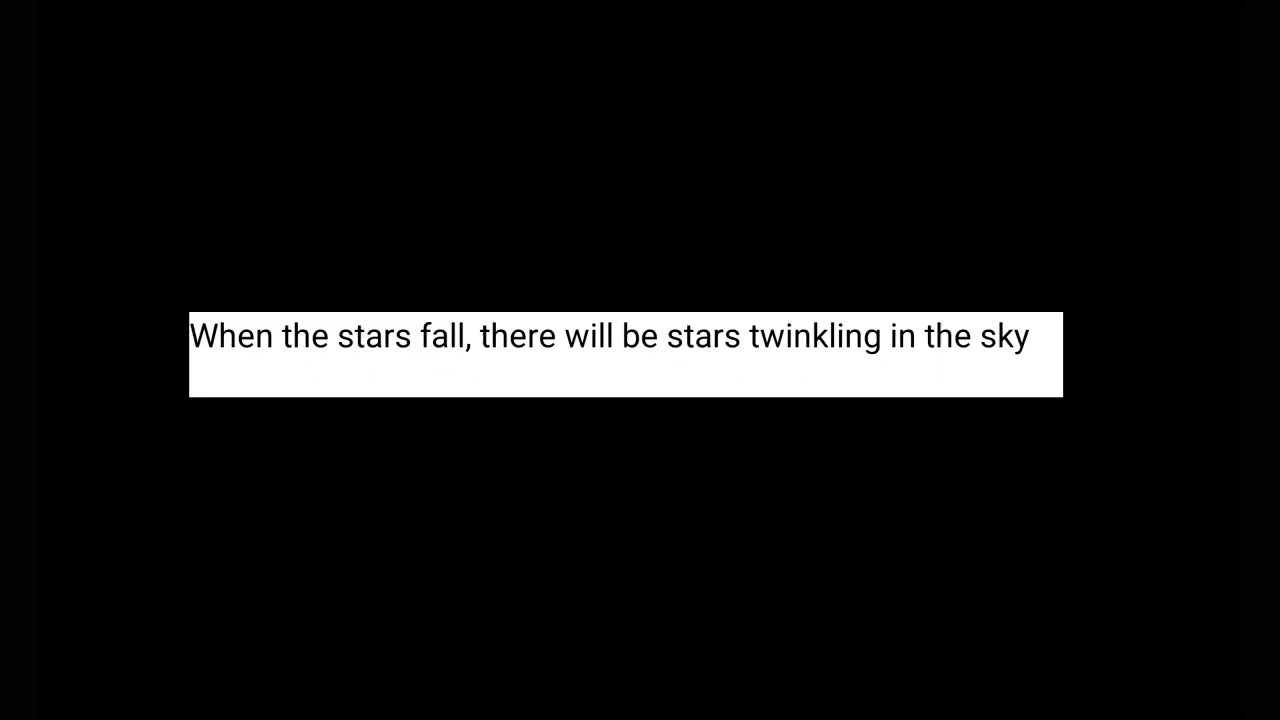 When the stars fall, there will be stars twinkling in the sky